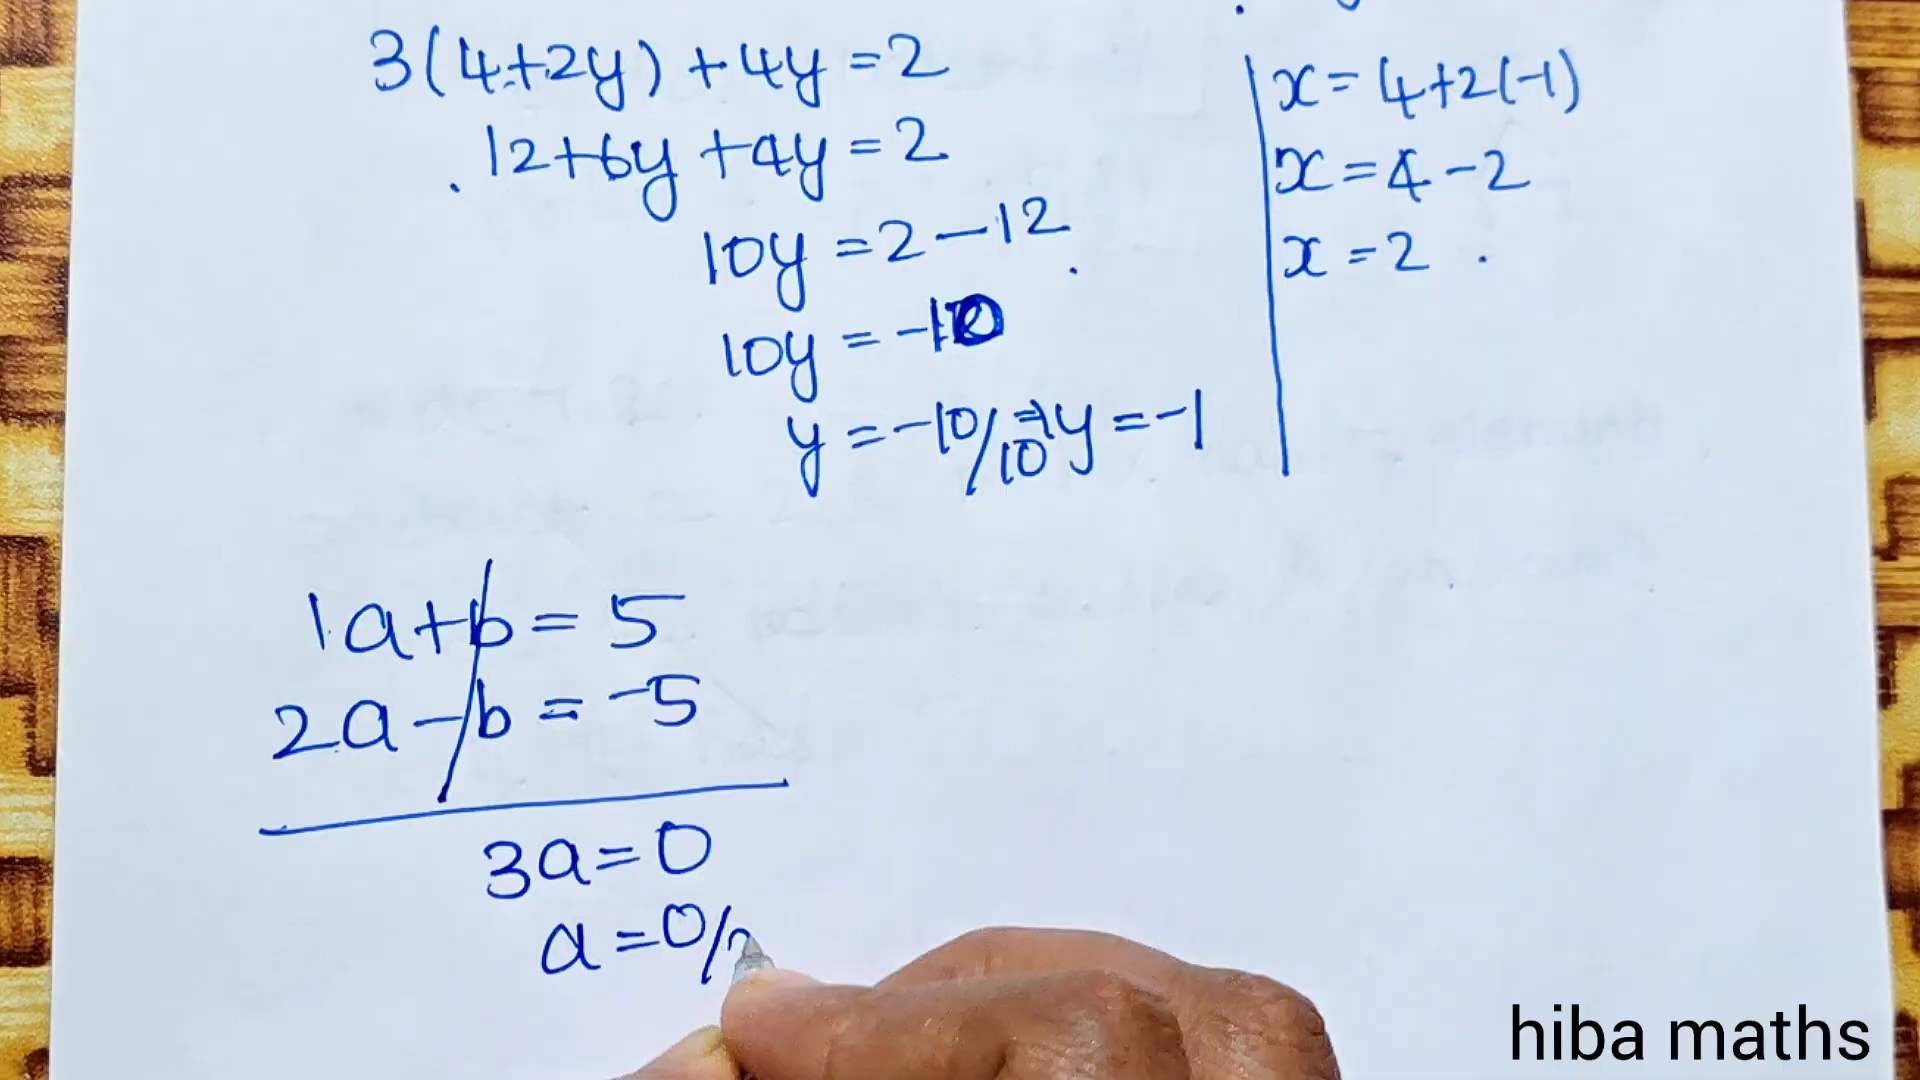 3(4+2y) + 4y = 2
12+6y + 4y = 2
10y = 2 - 12
10y = -10
y = -10/10 ⇒ y = -1
x = 4+2(-1)
x = 4 - 2
x = 2
1a+b = 5
2a-b = -5
3a = 0
a = 0/
hiba maths